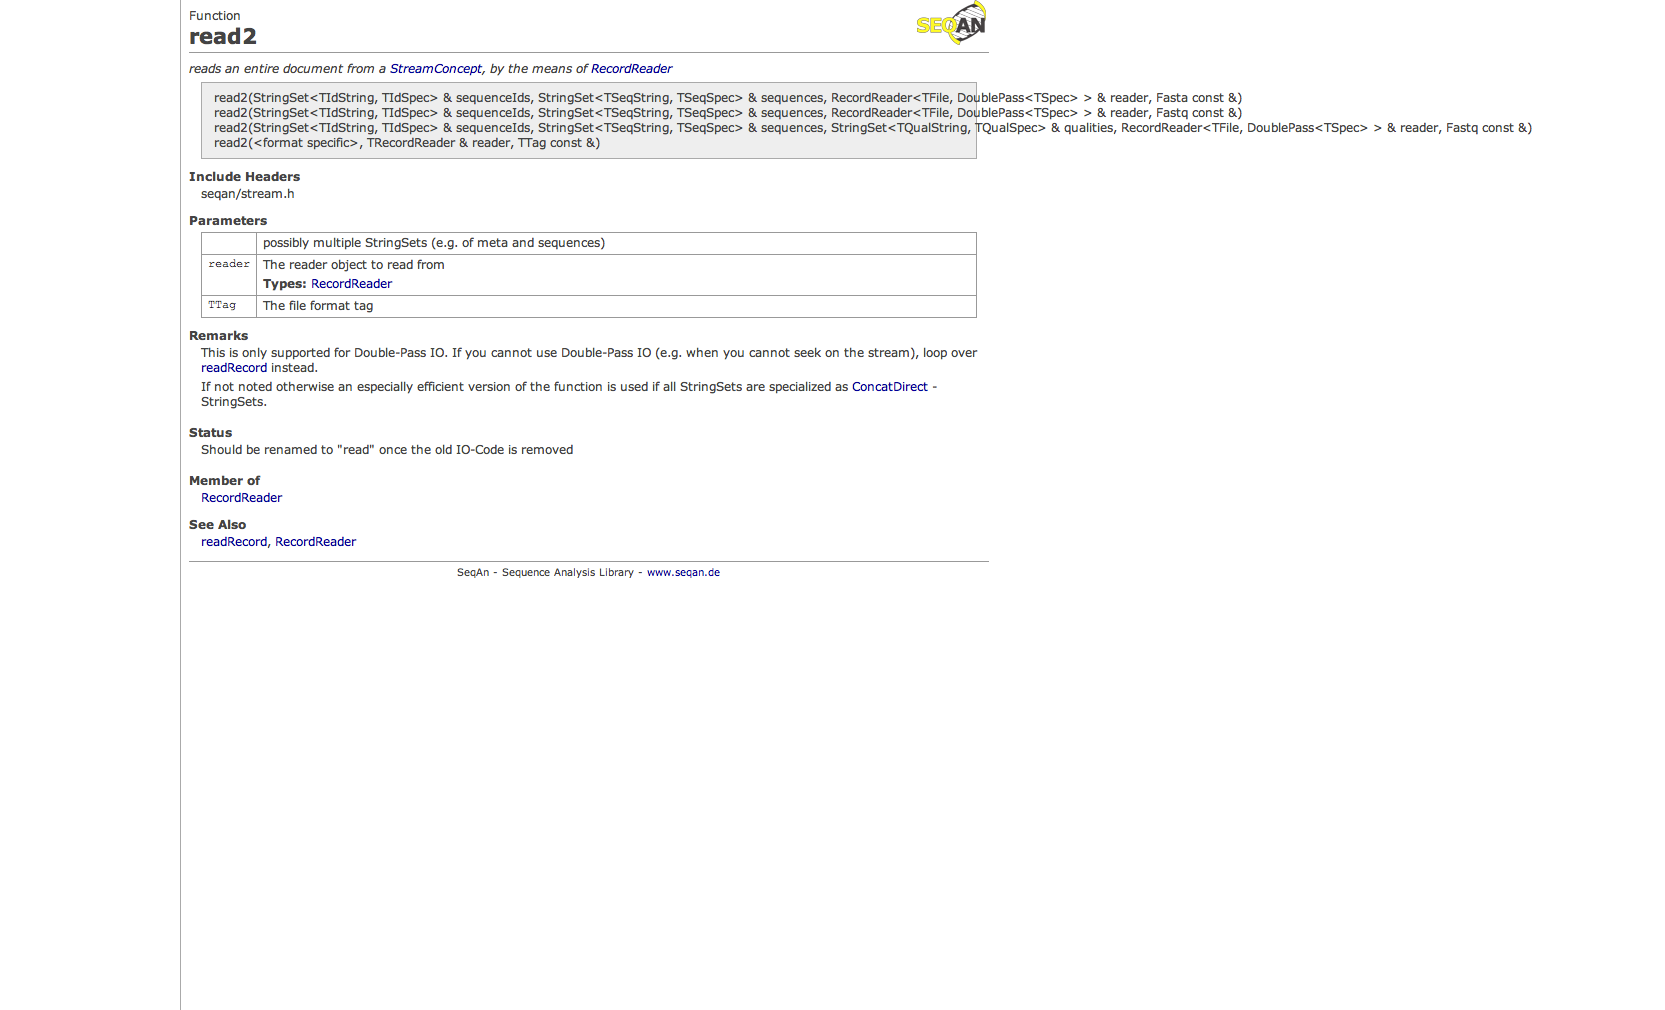 Function
SEQAN
read2
reads an entire document from a StreamConcept, by the means of RecordReader
read2(StringSet<TIdString, TIdSpec> & sequenceIds, StringSet<TSeqString, TSeqSpec> & sequences, RecordReader<TFile, DoublePass<TSpec> > & reader, Fasta const &)
read2(StringSet<TIdString, TIdSpec> & sequenceIds, StringSet<TSeqString, TSeqSpec> & sequences, RecordReader<TFile, DoublePass<TSpec> > & reader, Fastq const &)
read2(StringSet<TIdString, TIdSpec> & sequenceIds, StringSet<TSeqString, TSeqSpec> & sequences, StringSet<TQualString, TQualSpec> & qualities, RecordReader<TFile, DoublePass<TSpec> > & reader, Fastq const &)
read2(<format specific>, TRecordReader & reader, TTag const &)
Include Headers
seqan/stream.h
Parameters
possibly multiple StringSets (e.g. of meta and sequences)
reader The reader object to read from
Types: RecordReader
TTag The file format tag
Remarks
This is only supported for Double-Pass IO. If you cannot use Double-Pass IO (e.g. when you cannot seek on the stream), loop over
readRecord instead.
If not noted otherwise an especially efficient version of the function is used if all StringSets are specialized as ConcatDirect -
StringSets.
Status
Should be renamed to "read" once the old IO-Code is removed
Member of
RecordReader
See Also
readRecord, RecordReader
SeqAn - Sequence Analysis Library - www.seqan.de